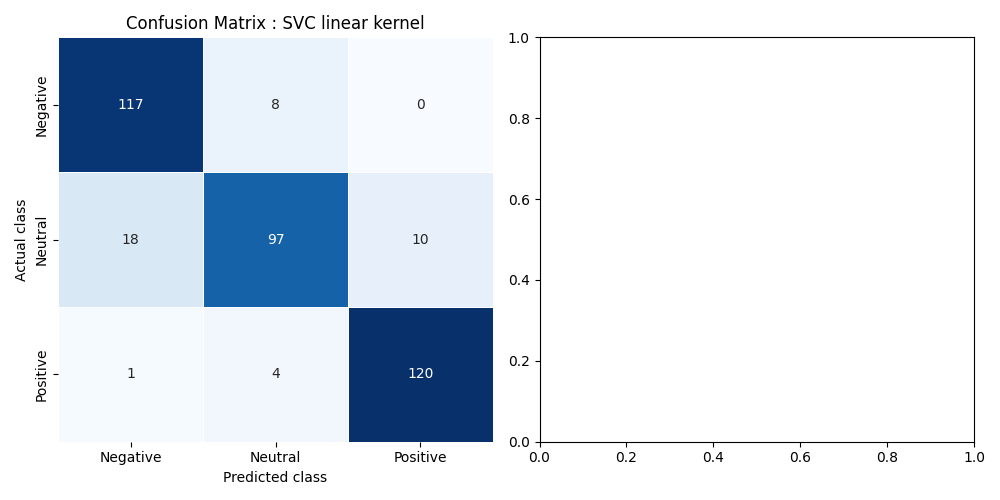 Confusion Matrix : SVC linear kernel
Actual class
Negative
117 8 0
Neutral
18 97 10
Positive
1 4 120
Negative Neutral Positive
Predicted class
1.0
0.8
0.6
0.4
0.2
0.0
0.0 0.2 0.4 0.6 0.8 1.0